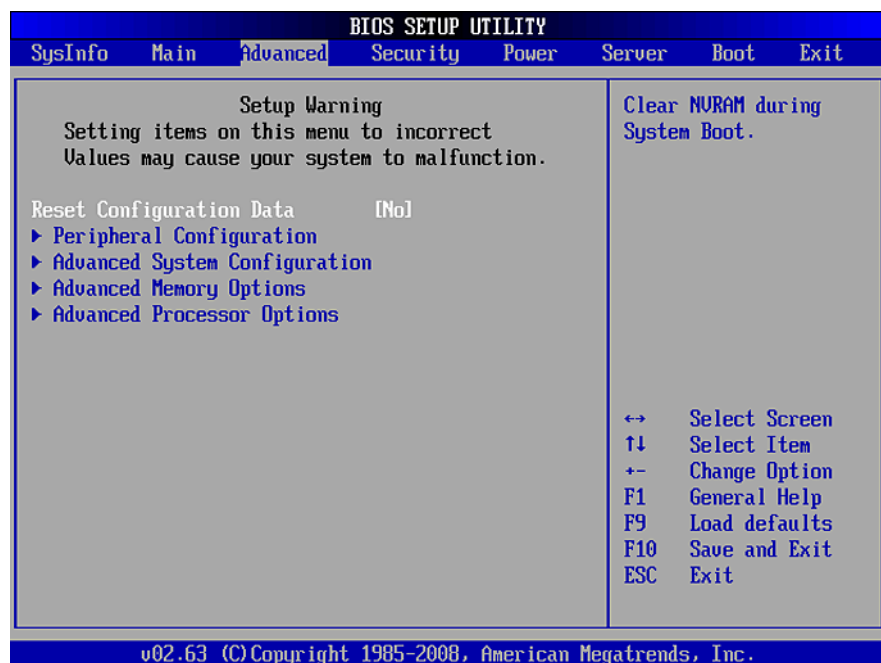 BIOS SETUP UTILITY
SysInfo Main Advanced Security Power Server Boot Exit
Setup Warning
Setting items on this menu to incorrect
Values may cause your system to malfunction.
Reset Configuration Data [No]
▶ Peripheral Configuration
▶ Advanced System Configuration
▶ Advanced Memory Options
▶ Advanced Processor Options
Clear NVRAM during
System Boot.
←→ Select Screen
↑↓ Select Item
+- Change Option
F1 General Help
F9 Load defaults
F10 Save and Exit
ESC Exit
v02.63 (C)Copyright 1985-2008, American Megatrends, Inc.